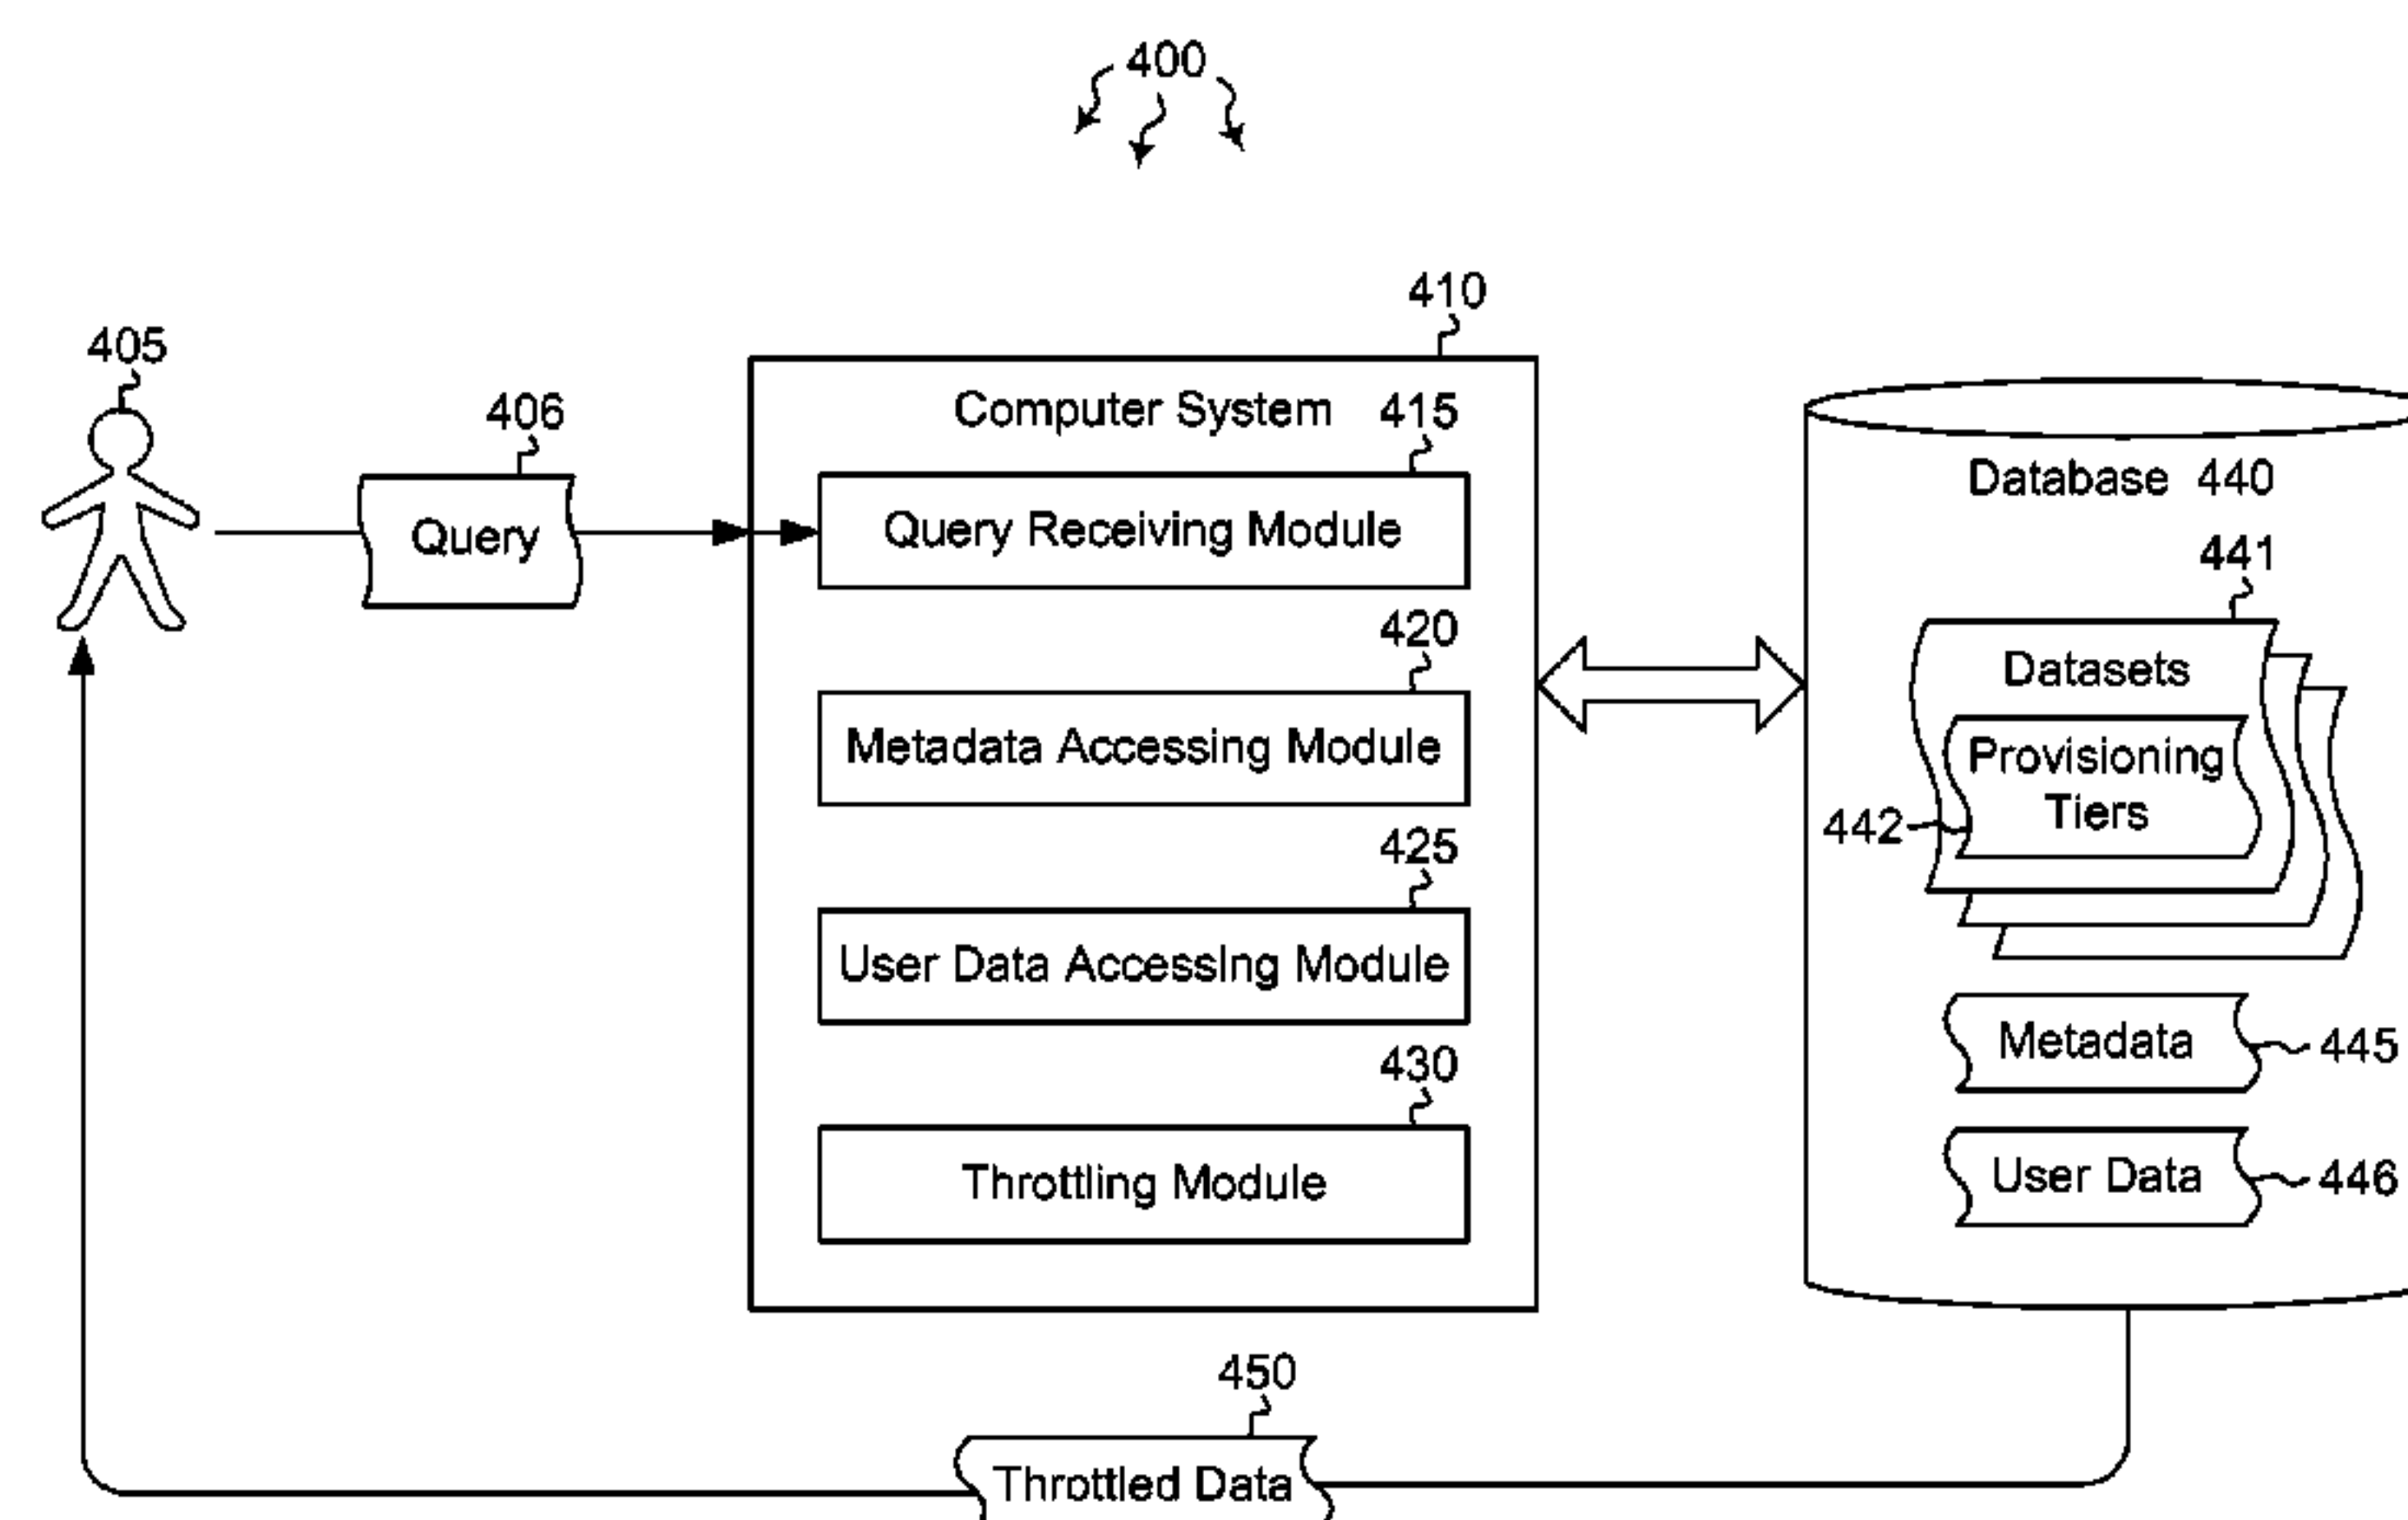 400
410
405
406
Computer System 415
Query
Query Receiving Module
420
Metadata Accessing Module
425
User Data Accessing Module
430
Throttling Module
Database 440
441
Datasets
Provisioning
Tiers
442
Metadata
445
User Data
446
450
Throttled Data